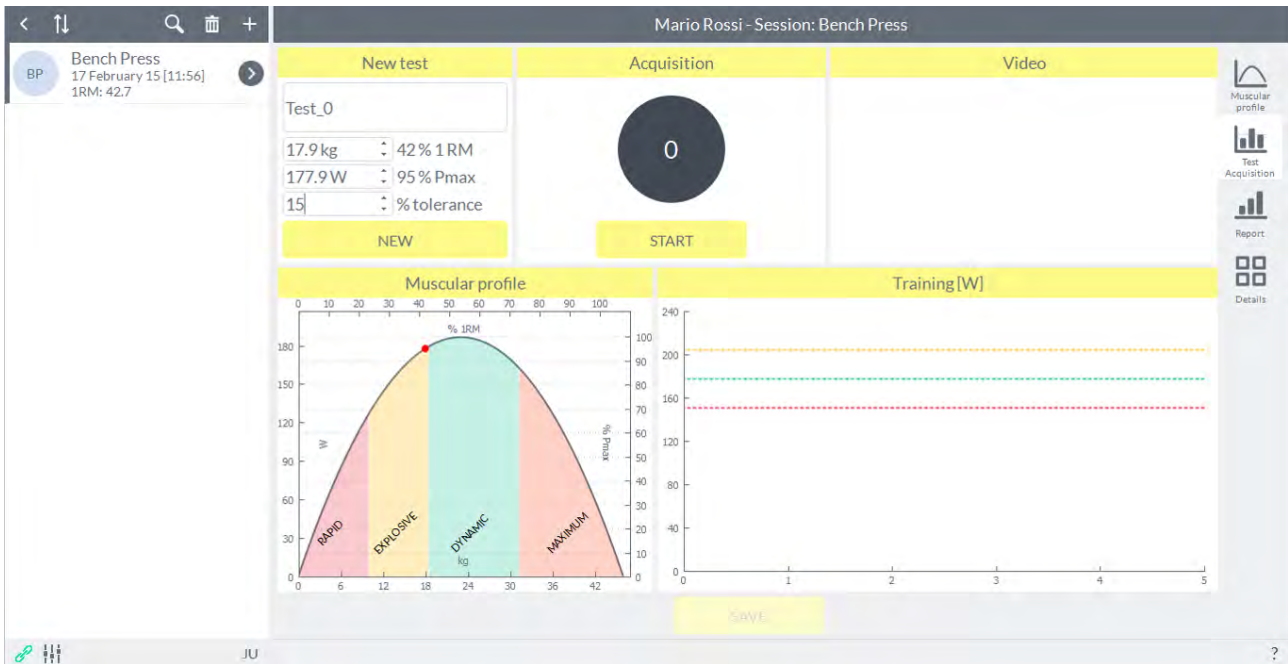 Mario Rossi - Session: Bench Press
BP
Bench Press
17 February 15 [11:56]
1RM: 42.7
New test
Acquisition
Video
Test_0
17.9 kg
42 % 1 RM
177.9 W
95 % Pmax
15
% tolerance
NEW
0
START
Muscular
profile
Test
Acquisition
Report
Details
Muscular profile
0 10 20 30 40 50 60 70 80 90 100
% 1RM
180
150
120
90
60
30
0
W
100
90
80
70
60
50
40
30
20
10
0
% Pmax
RAPID
EXPLOSIVE
DYNAMIC
MAXIMUM
kg
0 6 12 18 24 30 36 42
Training [W]
240
200
160
120
80
40
0
0 1 2 3 4 5
SAVE
JU
?